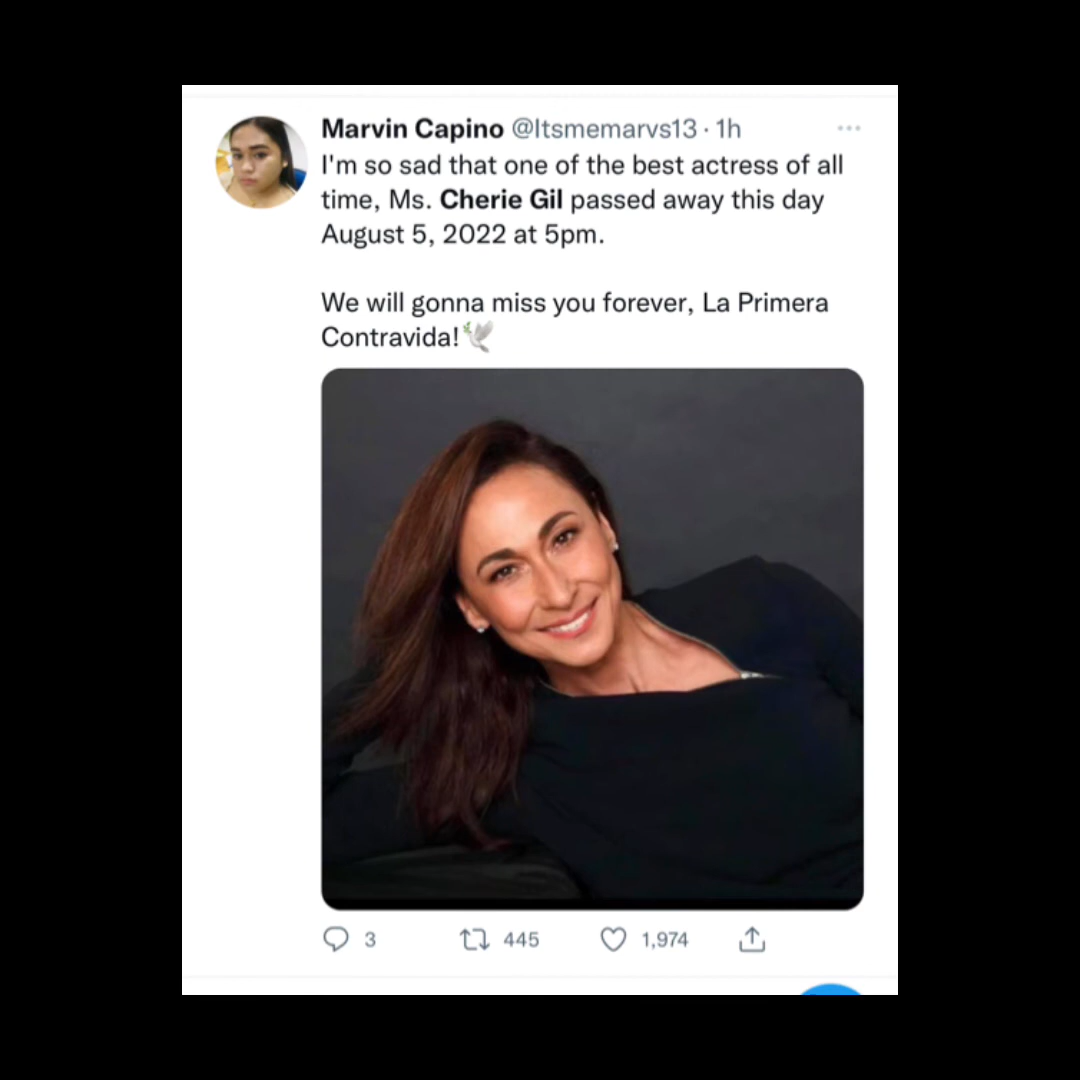 Marvin Capino @Itsmemarvs13 · 1h
I'm so sad that one of the best actress of all
time, Ms. Cherie Gil passed away this day
August 5, 2022 at 5pm.
We will gonna miss you forever, La Primera
Contravida!🕊
3 445 1,974